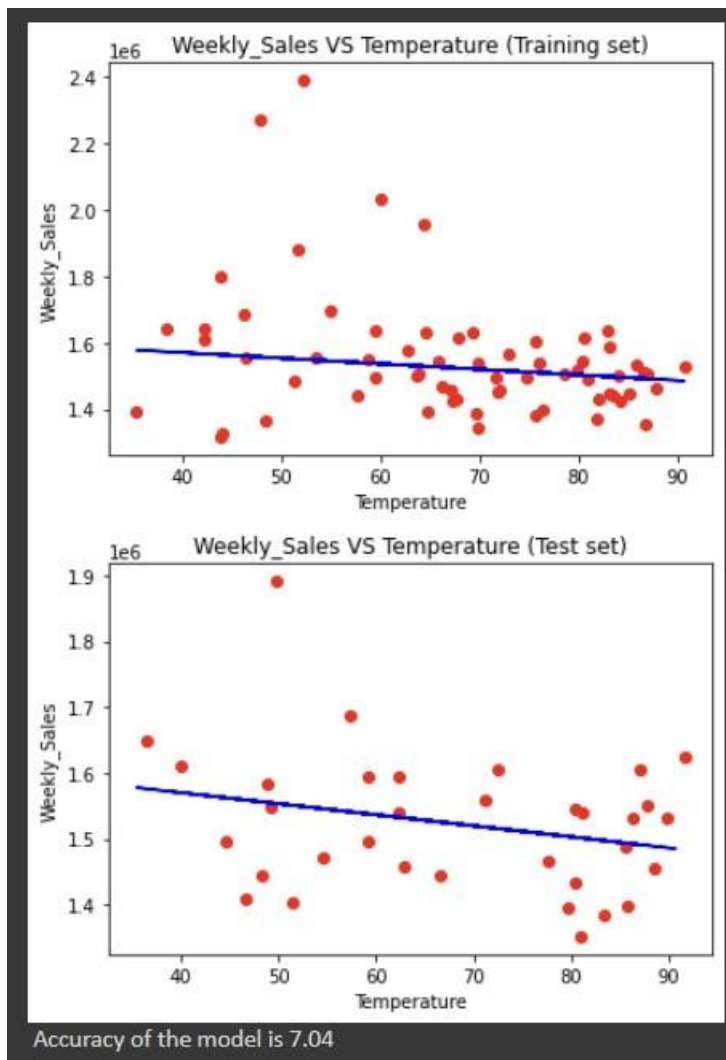 Weekly_Sales VS Temperature (Training set)
1e6
2.4
2.2
2.0
1.8
1.6
1.4
Weekly_Sales
40 50 60 70 80 90
Temperature
Weekly_Sales VS Temperature (Test set)
1e6
1.9
1.8
1.7
1.6
1.5
1.4
Weekly_Sales
40 50 60 70 80 90
Temperature
Accuracy of the model is 7.04